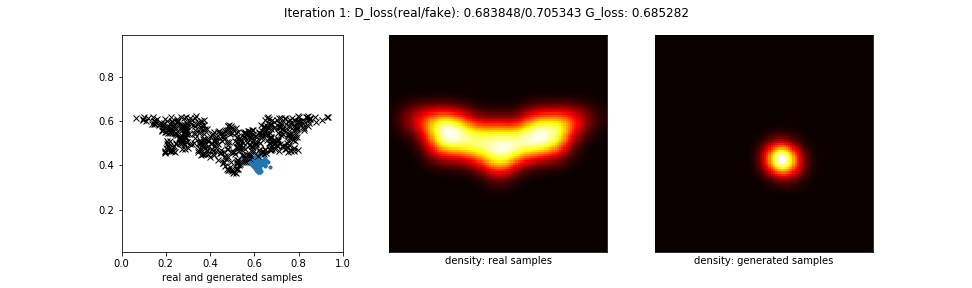 Iteration 1: D_loss(real/fake): 0.683848/0.705343 G_loss: 0.685282
0.8
0.6
0.4
0.2
0.0 0.2 0.4 0.6 0.8 1.0
real and generated samples
density: real samples
density: generated samples